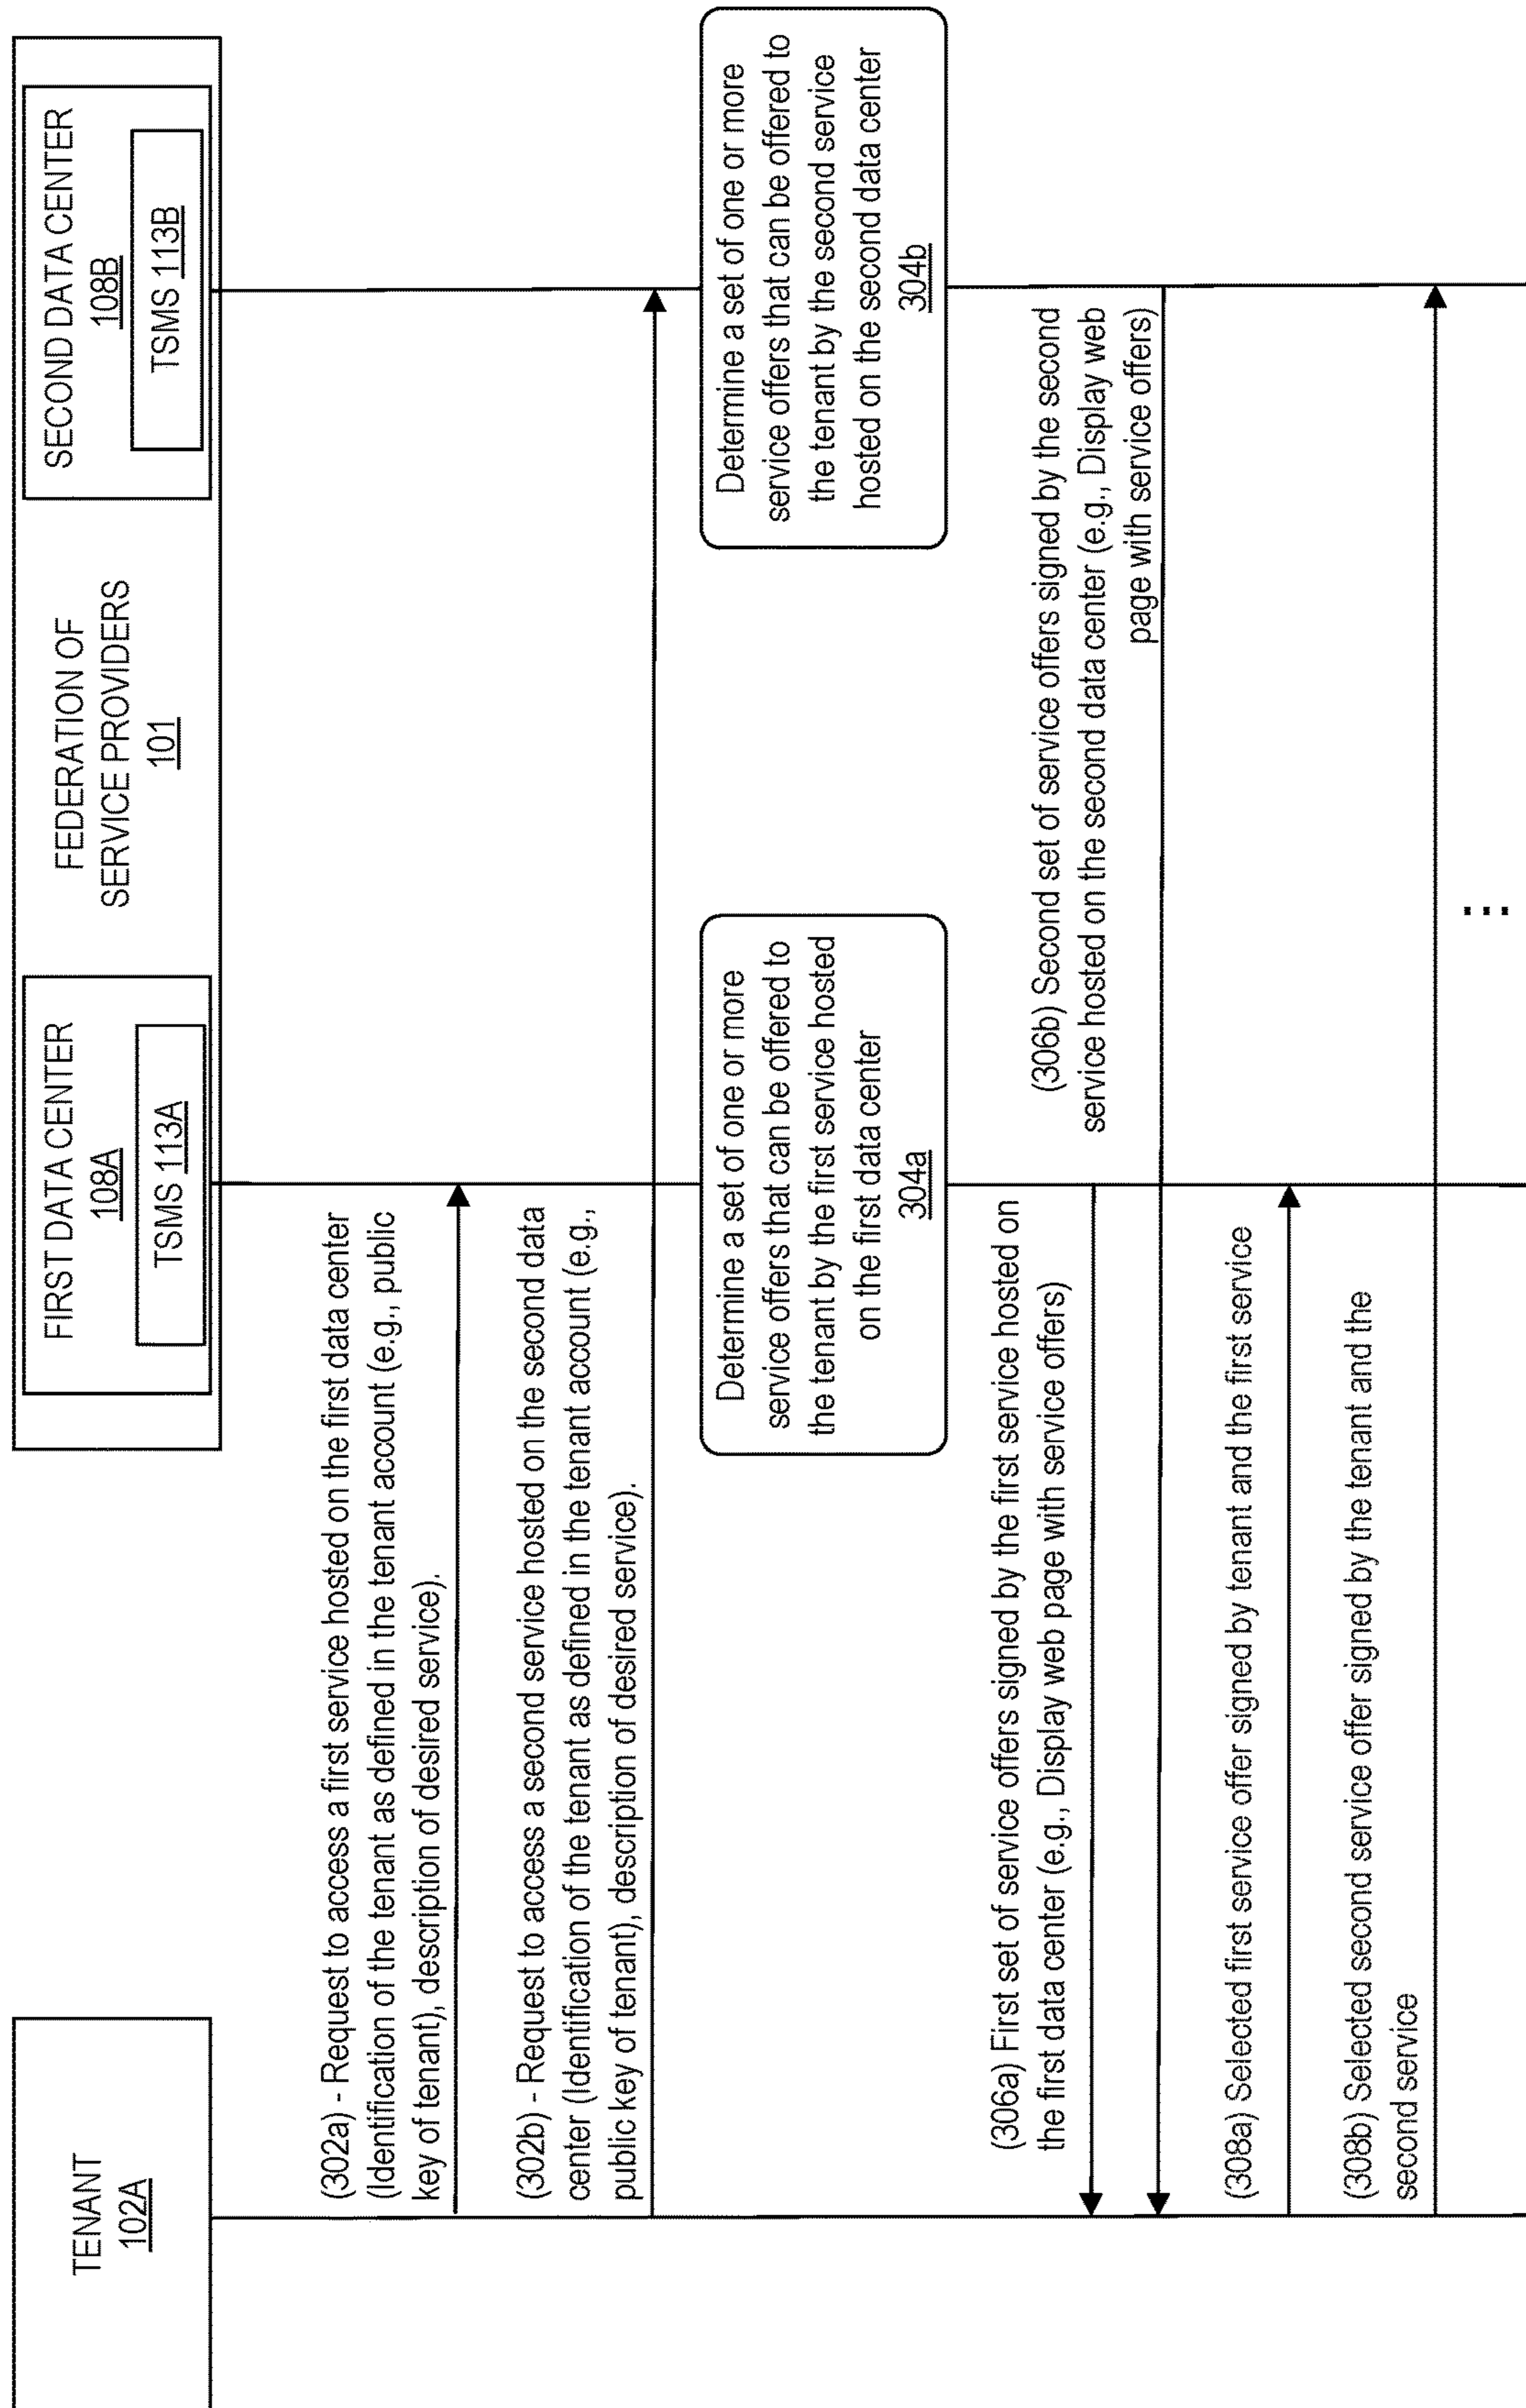 TENANT
102A
FIRST DATA CENTER
108A
TSMS 113A
FEDERATION OF
SERVICE PROVIDERS
101
SECOND DATA CENTER
108B
TSMS 113B
(302a) - Request to access a first service hosted on the first data center
(Identification of the tenant as defined in the tenant account (e.g., public
key of tenant), description of desired service).
(302b) - Request to access a second service hosted on the second data
center (Identification of the tenant as defined in the tenant account (e.g.,
public key of tenant), description of desired service).
Determine a set of one or more
service offers that can be offered to
the tenant by the first service hosted
on the first data center
304a
Determine a set of one or more
service offers that can be offered to
the tenant by the second service
hosted on the second data center
304b
(306a) First set of service offers signed by the first service hosted on
the first data center (e.g., Display web page with service offers)
(306b) Second set of service offers signed by the second
service hosted on the second data center (e.g., Display web
page with service offers)
(308a) Selected first service offer signed by tenant and the first service
(308b) Selected second service offer signed by the tenant and the
second service
...